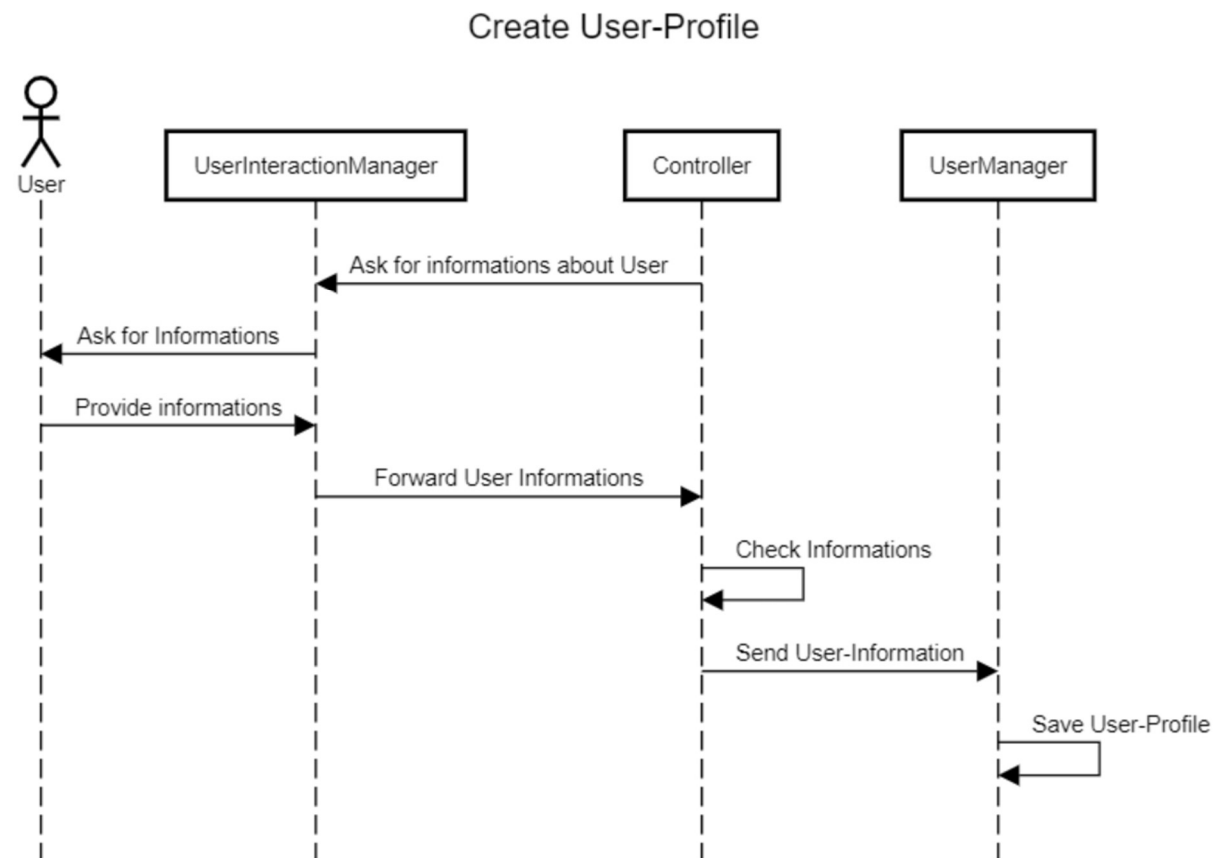 Create User-Profile
User
UserInteractionManager
Controller
UserManager
Ask for informations about User
Ask for Informations
Provide informations
Forward User Informations
Check Informations
Send User-Information
Save User-Profile